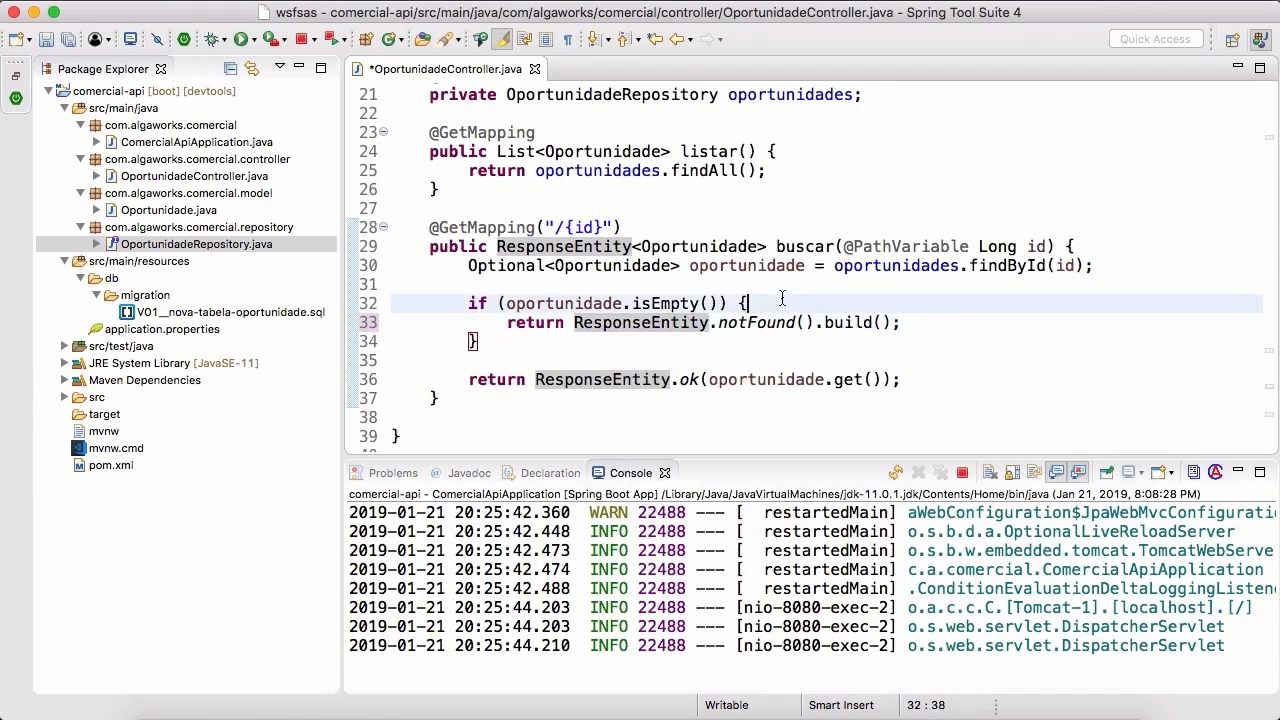 wsfsas - comercial-api/src/main/java/com/algaworks/comercial/controller/OportunidadeController.java - Spring Tool Suite 4
Quick Access
Package Explorer
comercial-api [boot] [devtools]
src/main/java
com.algaworks.comercial
ComercialApiApplication.java
com.algaworks.comercial.controller
OportunidadeController.java
com.algaworks.comercial.model
Oportunidade.java
com.algaworks.comercial.repository
OportunidadeRepository.java
src/main/resources
db
migration
V01__nova-tabela-oportunidade.sql
application.properties
src/test/java
JRE System Library [JavaSE-11]
Maven Dependencies
src
target
mvnw
mvnw.cmd
pom.xml
*OportunidadeController.java
21 private OportunidadeRepository oportunidades;
22
23 @GetMapping
24 public List<Oportunidade> listar() {
25 return oportunidades.findAll();
26 }
27
28 @GetMapping("/{id}")
29 public ResponseEntity<Oportunidade> buscar(@PathVariable Long id) {
30 Optional<Oportunidade> oportunidade = oportunidades.findById(id);
31
32 if (oportunidade.isEmpty()) {
33 return ResponseEntity.notFound().build();
34 }
35
36 return ResponseEntity.ok(oportunidade.get());
37 }
38
39 }
Problems @ Javadoc Declaration Console
comercial-api - ComercialApiApplication [Spring Boot App] /Library/Java/JavaVirtualMachines/jdk-11.0.1.jdk/Contents/Home/bin/java (Jan 21, 2019, 8:08:28 PM)
2019-01-21 20:25:42.360 WARN 22488 --- [ restartedMain] aWebConfiguration$JpaWebMvcConfiguratio
2019-01-21 20:25:42.448 INFO 22488 --- [ restartedMain] o.s.b.d.a.OptionalLiveReloadServer
2019-01-21 20:25:42.473 INFO 22488 --- [ restartedMain] o.s.b.w.embedded.tomcat.TomcatWebServe
2019-01-21 20:25:42.474 INFO 22488 --- [ restartedMain] c.a.comercial.ComercialApiApplication
2019-01-21 20:25:42.488 INFO 22488 --- [ restartedMain] .ConditionEvaluationDeltaLoggingListene
2019-01-21 20:25:44.203 INFO 22488 --- [nio-8080-exec-2] o.a.c.c.C.[Tomcat-1].[localhost].[/]
2019-01-21 20:25:44.203 INFO 22488 --- [nio-8080-exec-2] o.s.web.servlet.DispatcherServlet
2019-01-21 20:25:44.210 INFO 22488 --- [nio-8080-exec-2] o.s.web.servlet.DispatcherServlet
Writable Smart Insert 32 : 38